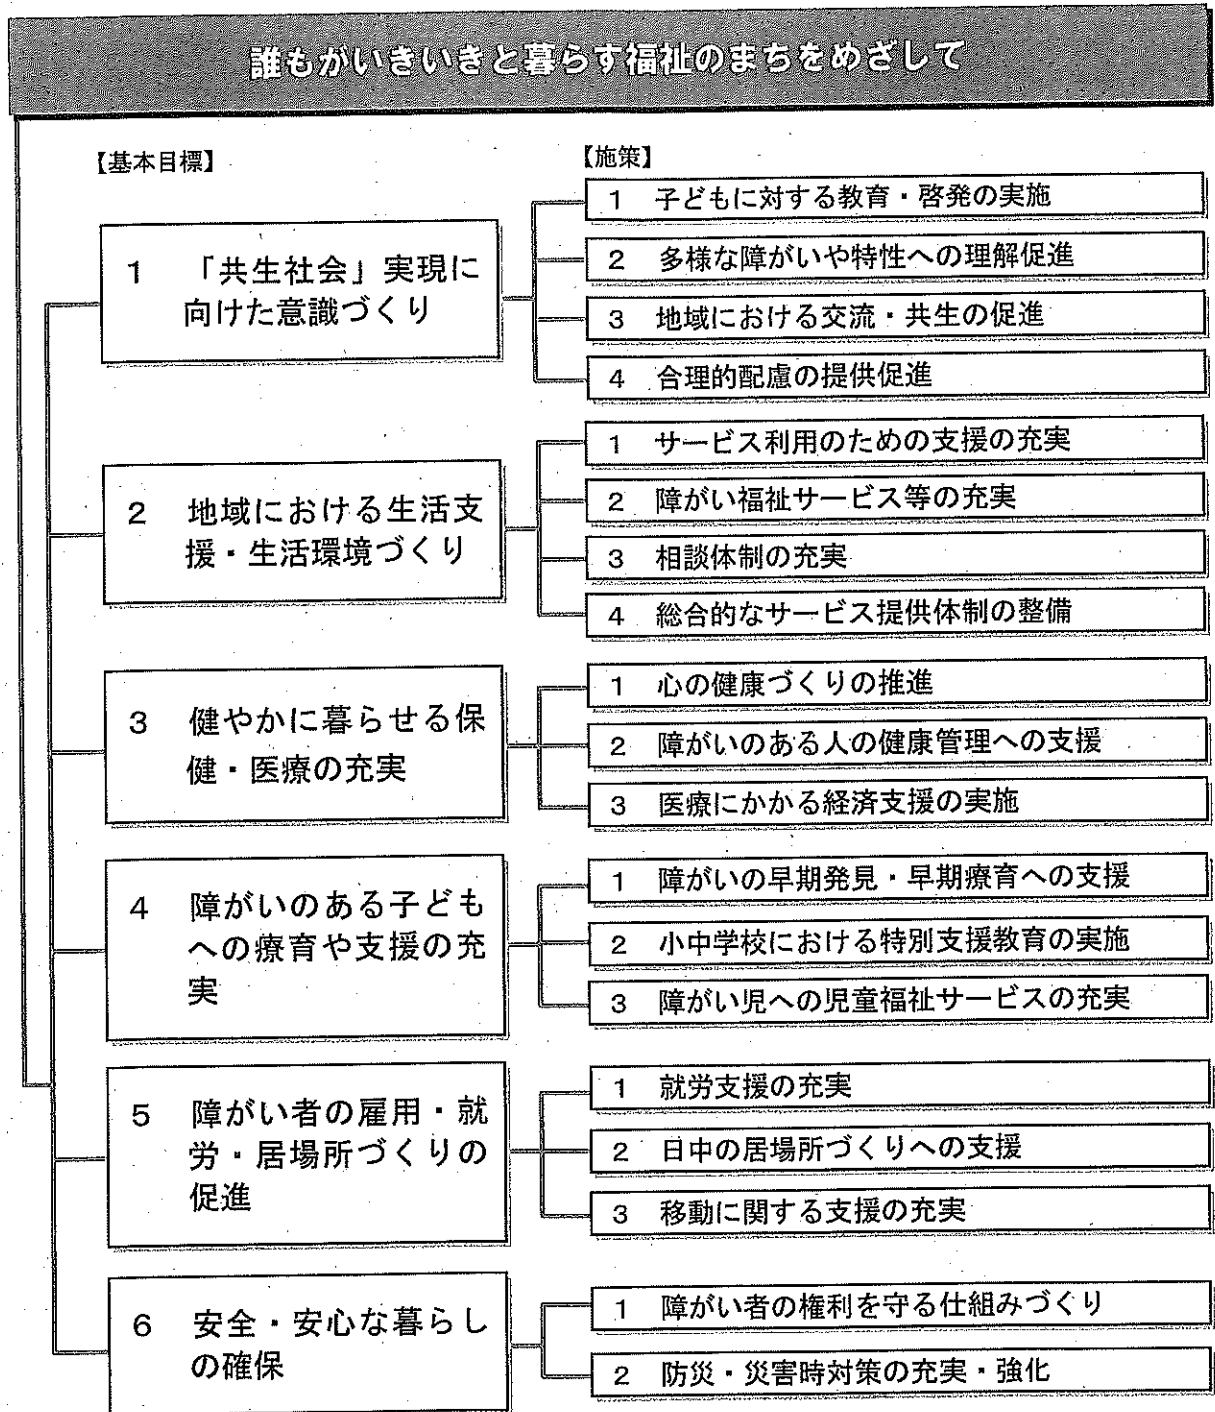 誰もがいきいきと暮らす福祉のまちをめざして
【基本目標】
【施策】
1 「共生社会」実現に
向けた意識づくり
1 子どもに対する教育・啓発の実施
2 多様な障がいや特性への理解促進
3 地域における交流・共生の促進
4 合理的配慮の提供促進
2 地域における生活支
援・生活環境づくり
1 サービス利用のための支援の充実
2 障がい福祉サービス等の充実
3 相談体制の充実
4 総合的なサービス提供体制の整備
3 健やかに暮らせる保
健・医療の充実
1 心の健康づくりの推進
2 障がいのある人の健康管理への支援
3 医療にかかる経済支援の実施
4 障がいのある子ども
への療育や支援の充
実
1 障がいの早期発見・早期療育への支援
2 小中学校における特別支援教育の実施
3 障がい児への児童福祉サービスの充実
5 障がい者の雇用・就
労・居場所づくりの
促進
1 就労支援の充実
2 日中の居場所づくりへの支援
3 移動に関する支援の充実
6 安全・安心な暮らし
の確保
1 障がい者の権利を守る仕組みづくり
2 防災・災害時対策の充実・強化